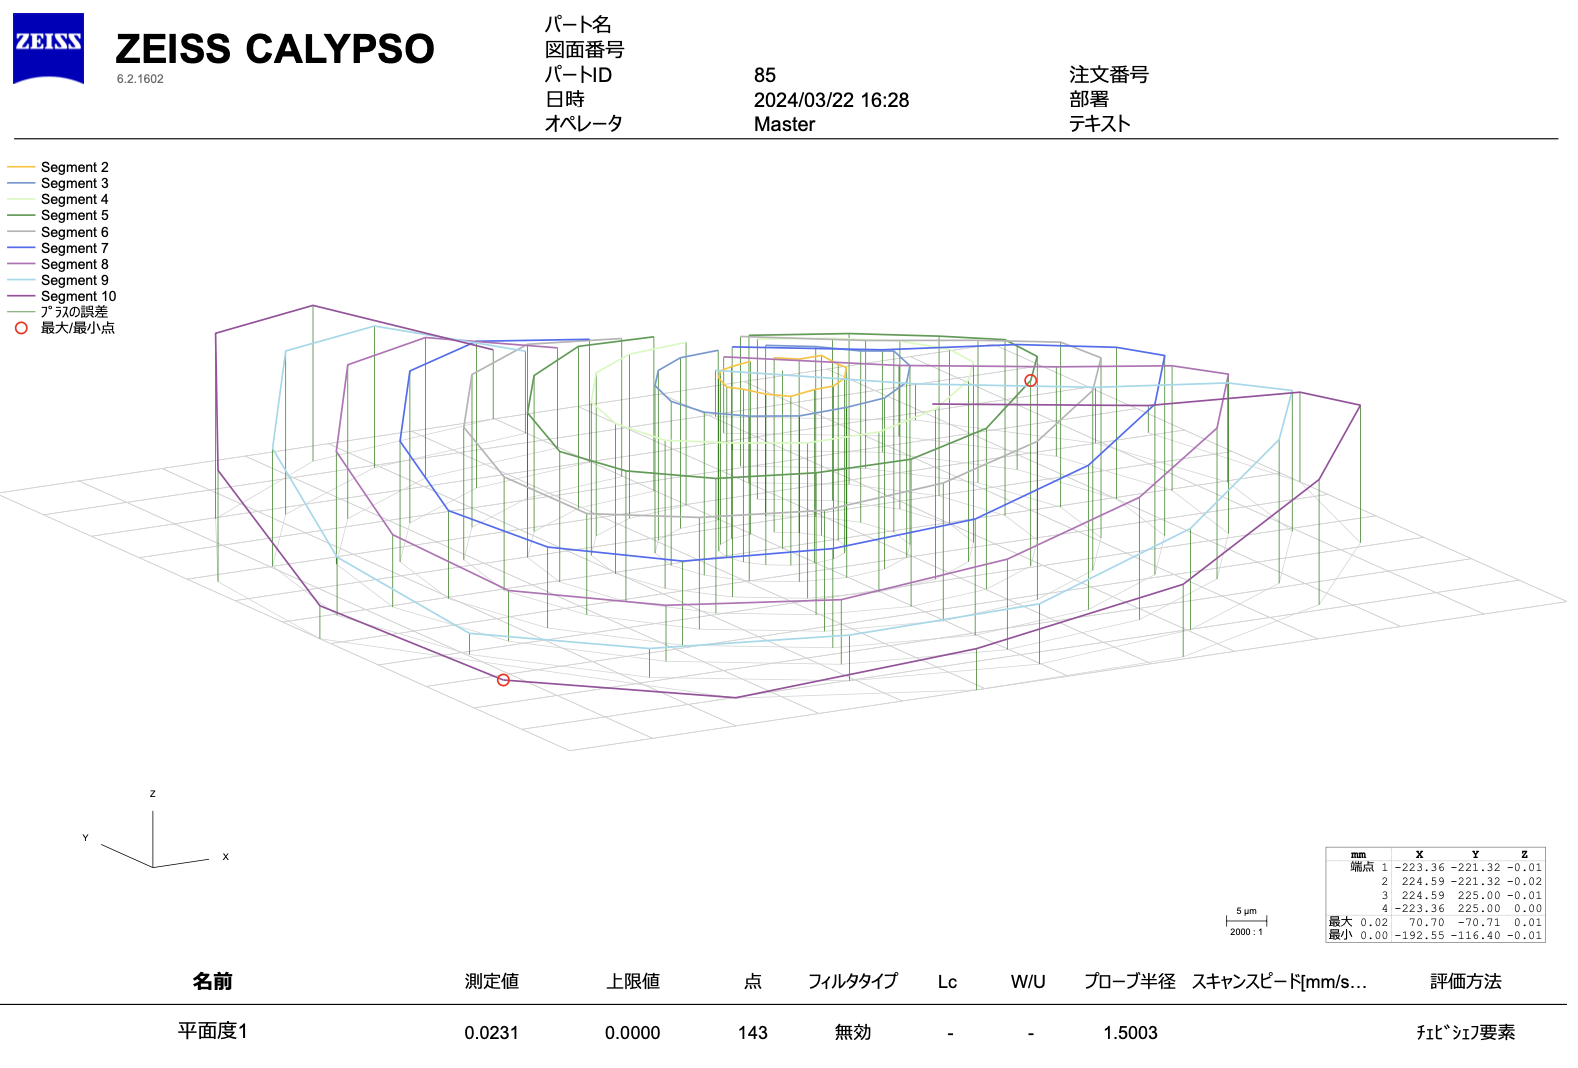 ZEISS
ZEISS CALYPSO
6.2.1602
パート名
図面番号
パートID 85 注文番号
日時 2024/03/22 16:28 部署
オペレータ Master テキスト
Segment 2
Segment 3
Segment 4
Segment 5
Segment 6
Segment 7
Segment 8
Segment 9
Segment 10
ﾌﾟﾗｽの誤差
最大/最小点
Z
Y
X
5 µm
2000 : 1
mm X Y Z
端点 1 -223.36 -221.32 -0.01
2 224.59 -221.32 -0.02
3 224.59 225.00 -0.01
4 -223.36 225.00 0.00
最大 0.02 70.70 -70.71 0.01
最小 0.00 -192.55 -116.40 -0.01
名前 測定値 上限値 点 フィルタタイプ Lc W/U プローブ半径 スキャンスピード[mm/s... 評価方法
平面度1 0.0231 0.0000 143 無効 - - 1.5003 ﾁｪﾋﾞｼｪﾌ要素